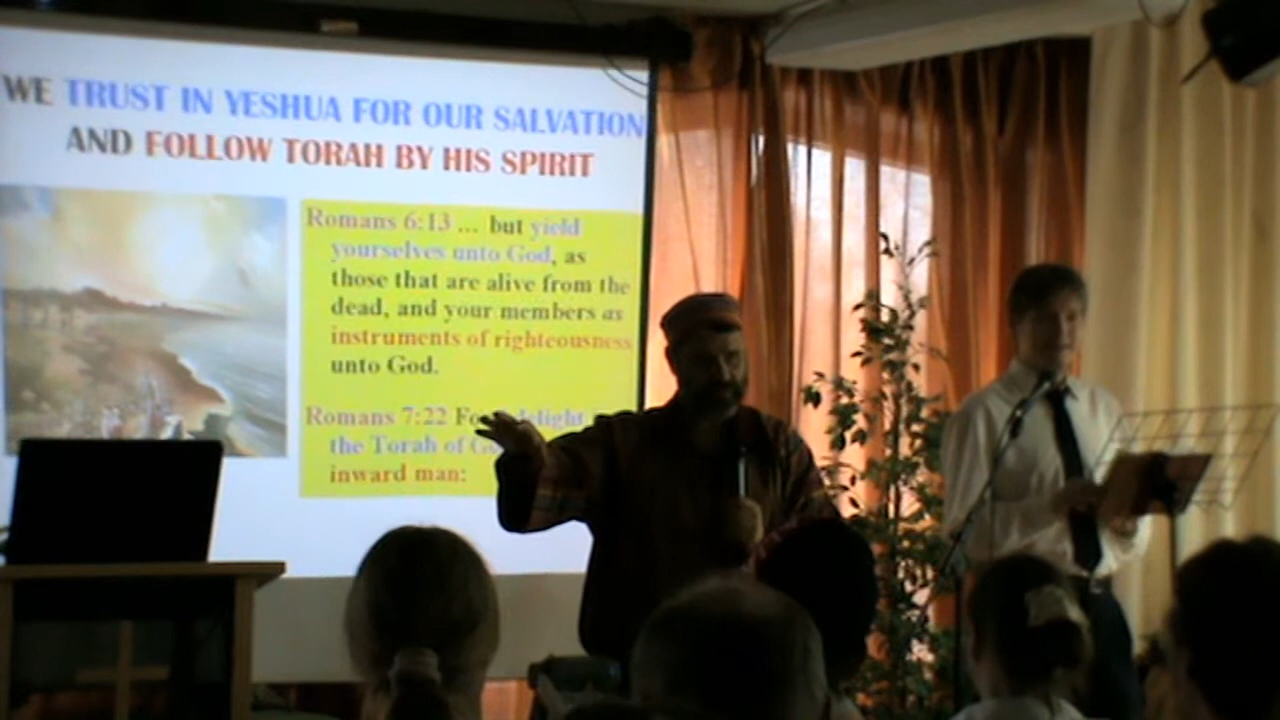 WE TRUST IN YESHUA FOR OUR SALVATION
AND FOLLOW TORAH BY HIS SPIRIT
Romans 6:13 ... but yield
yourselves unto God, as
those that are alive from the
dead, and your members as
instruments of righteousness
unto God.
Romans 7:22 delight
the Torah of
inward man: